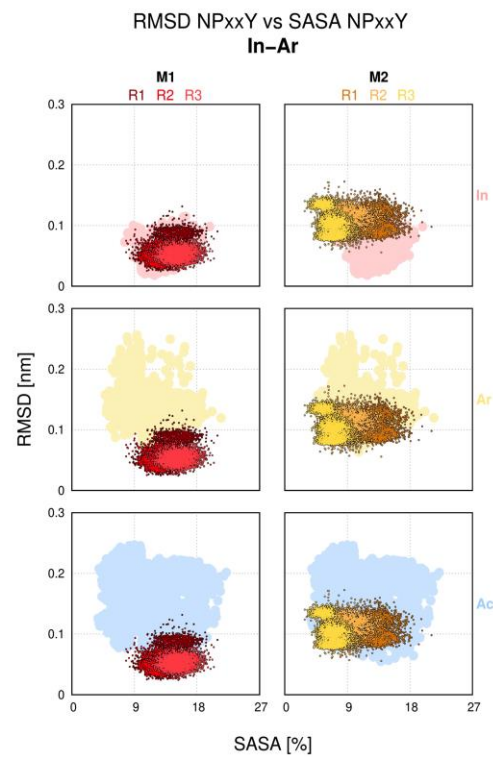 RMSD NPxxY vs SASA NPxxY
In−Ar
M1 M2
R1 R2 R3 R1 R2 R3
0.3
0.2
In
0.1
0
0.3
0.2
Ar
0.1
0
0.3
0.2
Ac
0.1
0
0 9 18 27 0 9 18 27
RMSD [nm]
SASA [%]